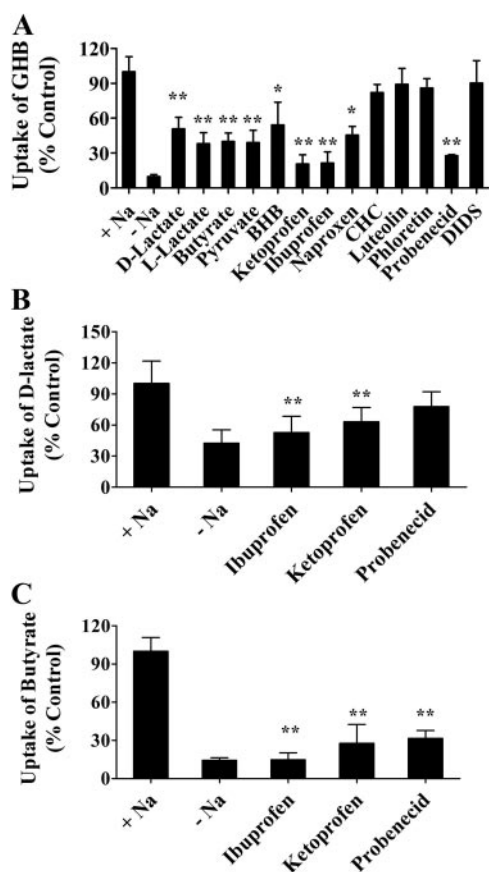 A
Uptake of GHB
(% Control)
120
90
60
30
0
**
**
**
**
*
**
**
*
**
+ Na
- Na
D-Lactate
L-Lactate
Butyrate
Pyruvate
BHB
Ketoprofen
Ibuprofen
Naproxen
CHC
Luteolin
Phloretin
Probenecid
DIDS
B
Uptake of D-lactate
(% Control)
150
120
90
60
30
0
**
**
+ Na
- Na
Ibuprofen
Ketoprofen
Probenecid
C
Uptake of Butyrate
(% Control)
120
90
60
30
0
**
**
**
+ Na
- Na
Ibuprofen
Ketoprofen
Probenecid